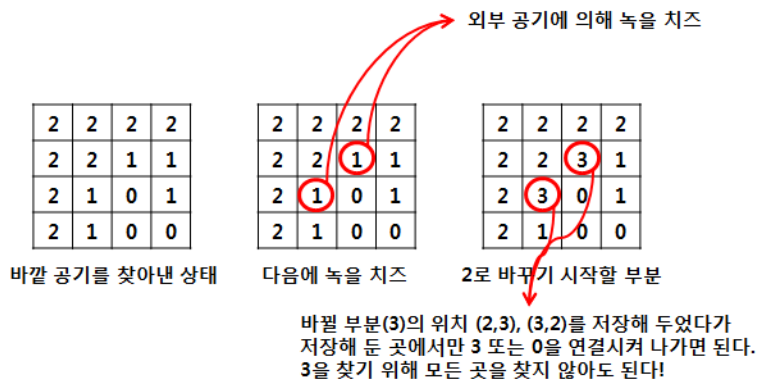 외부 공기에 의해 녹을 치즈
2 2 2 2
2 2 1 1
2 1 0 1
2 1 0 0
바깥 공기를 찾아낸 상태
2 2 2 2
2 2 1 1
2 1 0 1
2 1 0 0
다음에 녹을 치즈
2 2 2 2
2 2 3 1
2 3 0 1
2 1 0 0
2로 바꾸기 시작할 부분
바뀔 부분(3)의 위치 (2,3), (3,2)를 저장해 두었다가
저장해 둔 곳에서만 3 또는 0을 연결시켜 나가면 된다.
3을 찾기 위해 모든 곳을 찾지 않아도 된다!